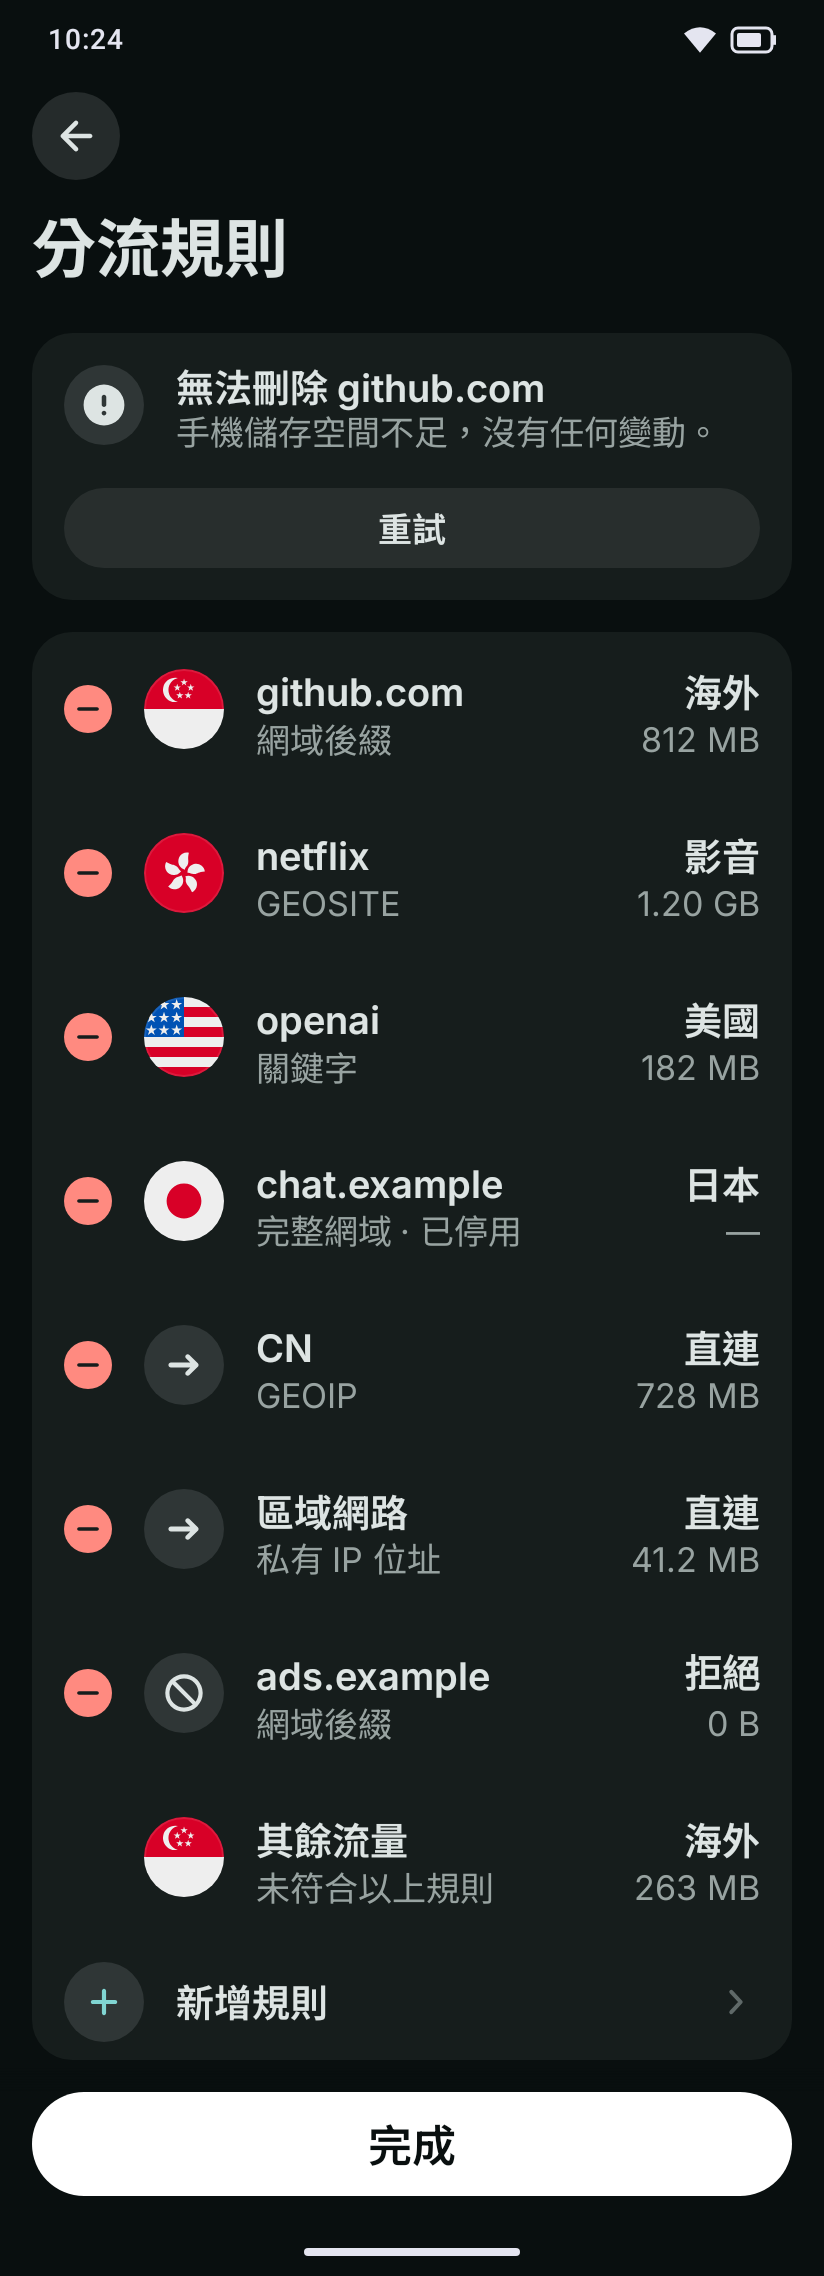 10:24
分流規則
無法刪除 github.com
手機儲存空間不足，沒有任何變動。
重試
github.com
海外
網域後綴
812 MB
netflix
影音
GEOSITE
1.20 GB
openai
美國
關鍵字
182 MB
chat.example
日本
完整網域 · 已停用
—
CN
直連
GEOIP
728 MB
區域網路
直連
私有 IP 位址
41.2 MB
ads.example
拒絕
網域後綴
0 B
其餘流量
海外
未符合以上規則
263 MB
新增規則
完成